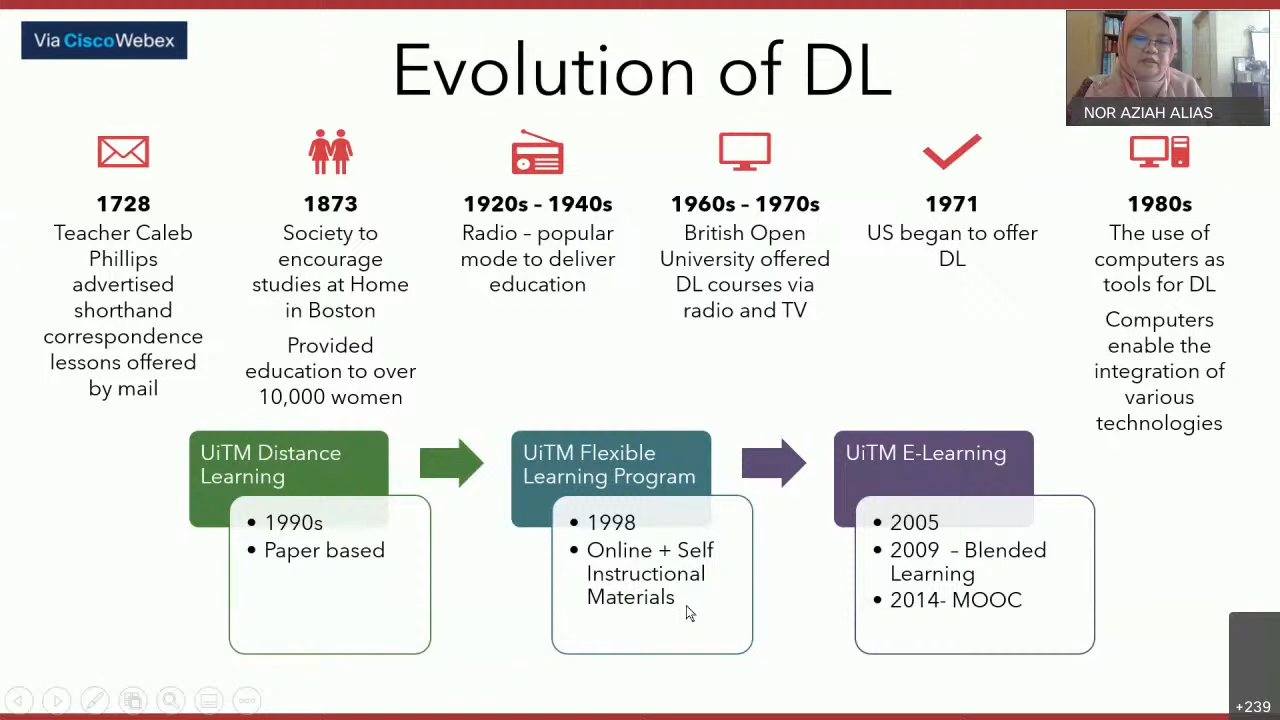 Via CiscoWebex
Evolution of DL
NOR AZIAH ALIAS
1728
Teacher Caleb
Phillips
advertised
shorthand
correspondence
lessons offered
by mail
1873
Society to
encourage
studies at Home
in Boston
Provided
education to over
10,000 women
1920s – 1940s
Radio – popular
mode to deliver
education
1960s – 1970s
British Open
University offered
DL courses via
radio and TV
1971
US began to offer
DL
1980s
The use of
computers as
tools for DL
Computers
enable the
integration of
various
technologies
UiTM Distance
Learning
• 1990s
• Paper based
UiTM Flexible
Learning Program
• 1998
• Online + Self
Instructional
Materials
UiTM E-Learning
• 2005
• 2009 – Blended
Learning
• 2014- MOOC
+239